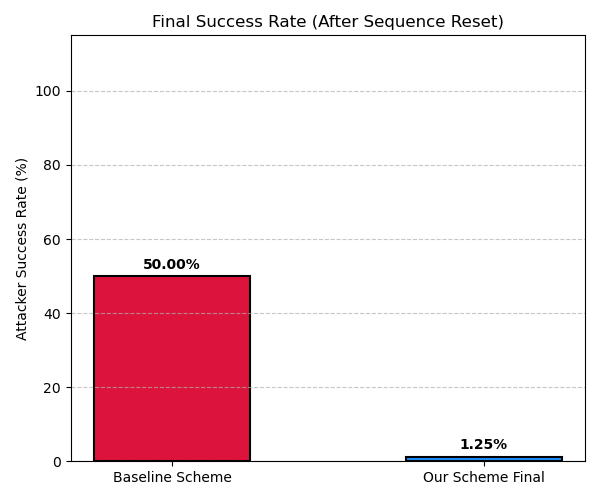 Final Success Rate (After Sequence Reset)
Attacker Success Rate (%)
100
80
60
40
20
0
50.00%
1.25%
Baseline Scheme
Our Scheme Final